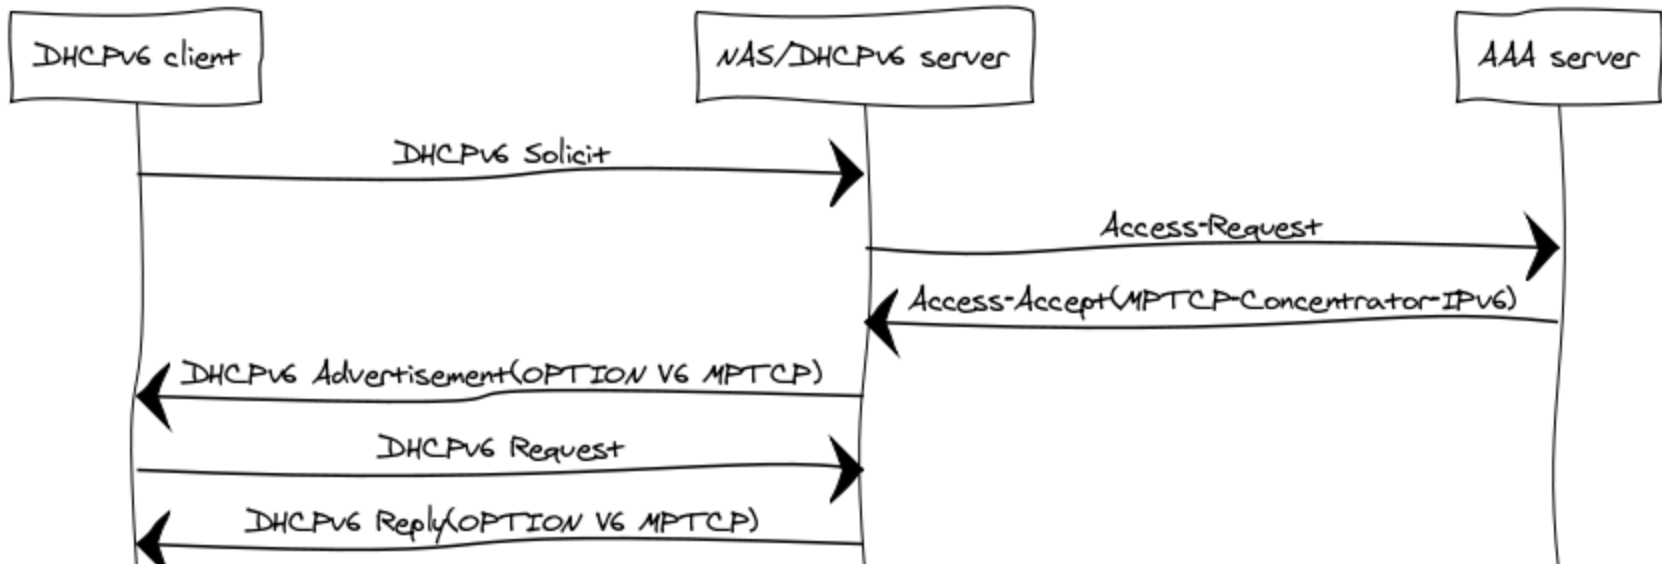 DHCPv6 client
NAS/DHCPv6 server
AAA server
DHCPv6 Solicit
Access-Request
Access-Accept(MPTCP-Concentrator-IPv6)
DHCPv6 Advertisement(OPTION V6 MPTCP)
DHCPv6 Request
DHCPv6 Reply(OPTION V6 MPTCP)